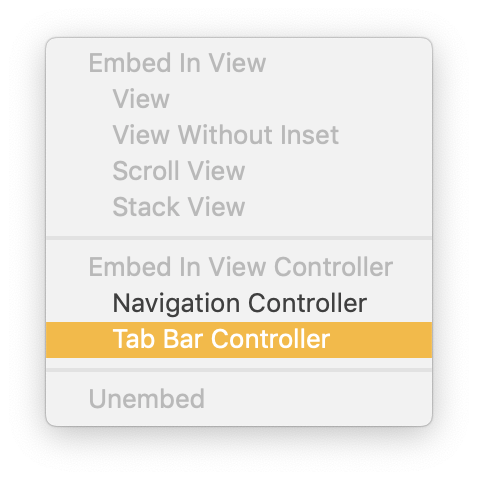 Embed In View
View
View Without Inset
Scroll View
Stack View
Embed In View Controller
Navigation Controller
Tab Bar Controller
Unembed